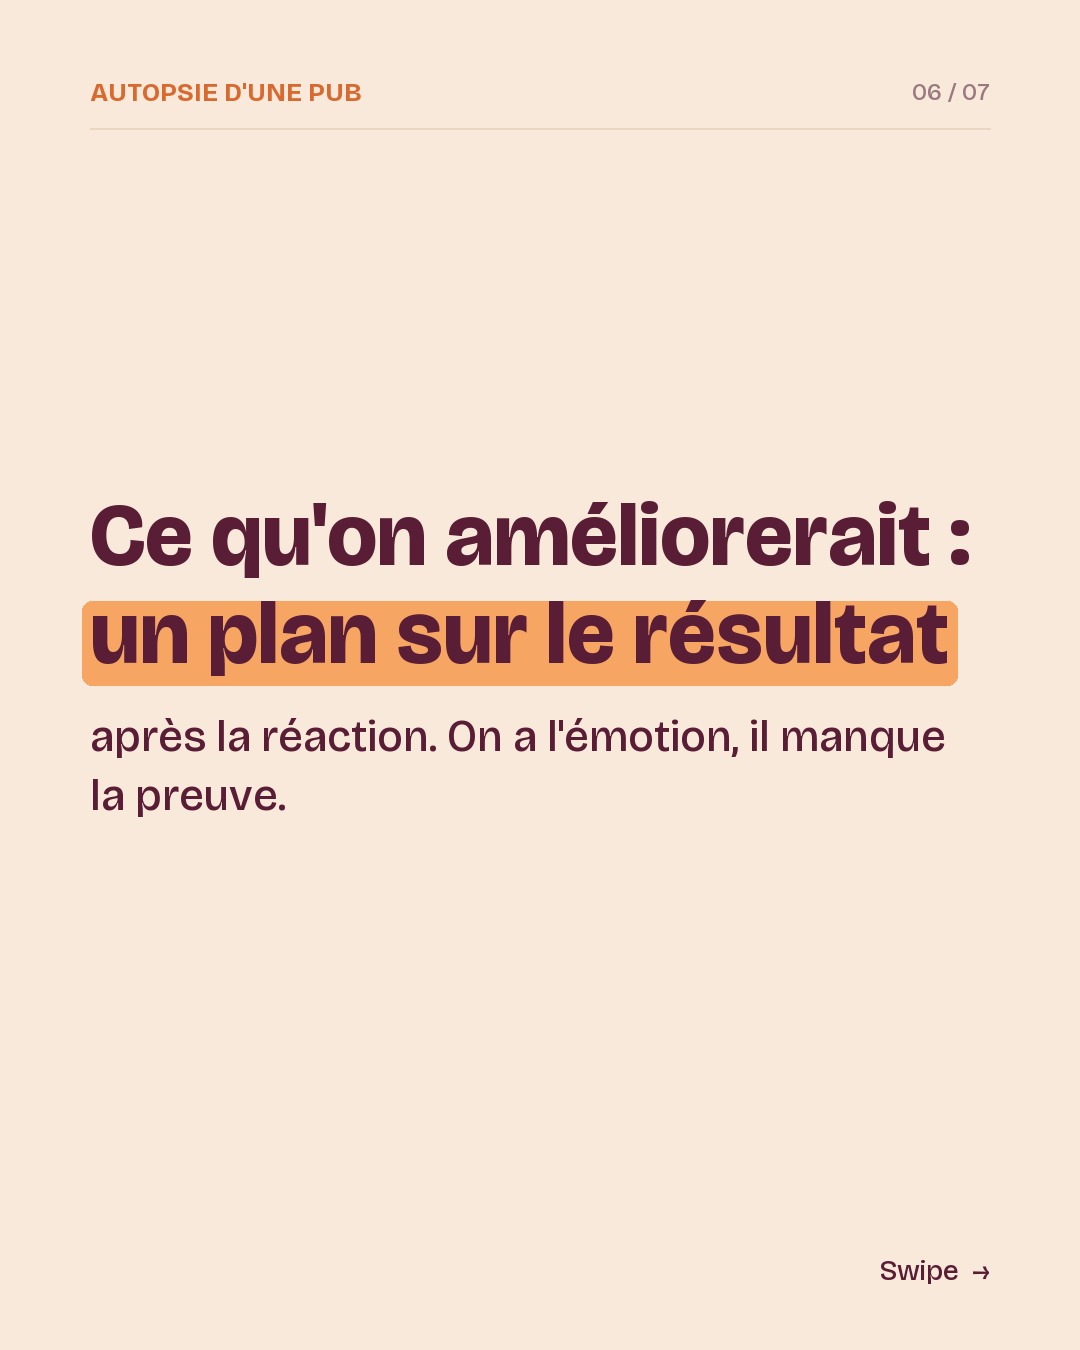 AUTOPSIE D'UNE PUB
06 / 07
Ce qu'on améliorerait :
un plan sur le résultat
après la réaction. On a l'émotion, il manque
la preuve.
Swipe →